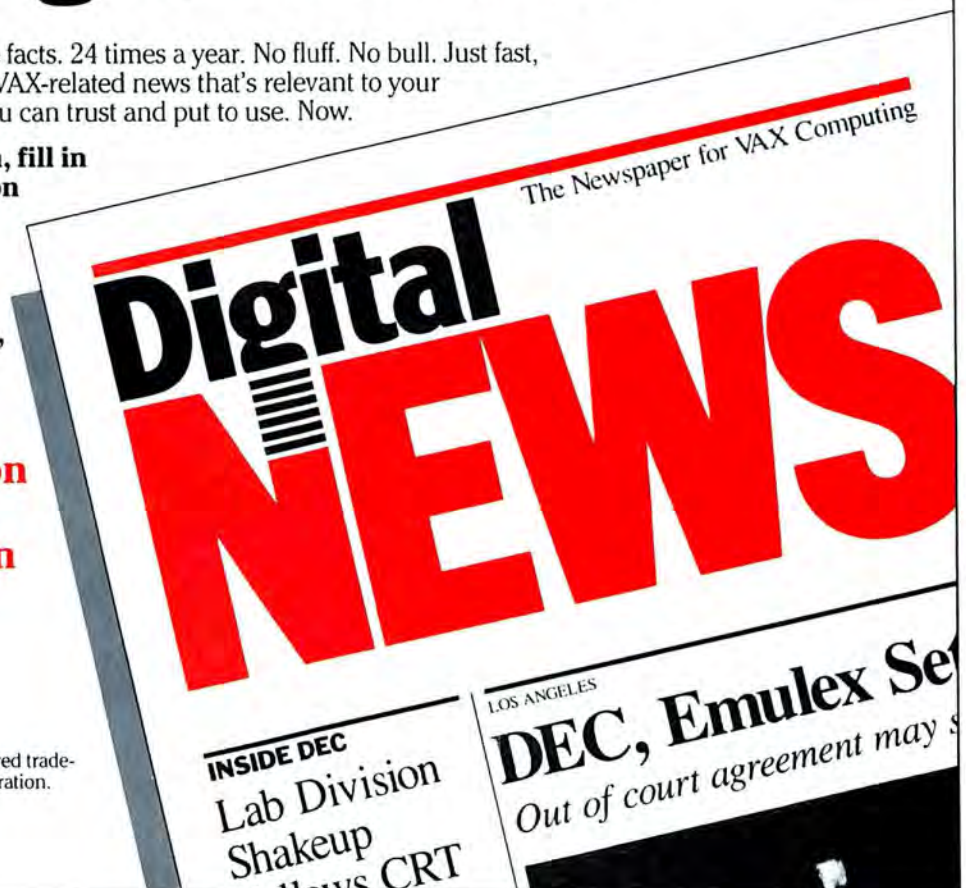 facts. 24 times a year. No fluff. No bull. Just fast,
VAX-related news that's relevant to your
u can trust and put to use. Now.
, fill in
on
The Newspaper for VAX Computing
Digital
NEWS
on
n
ed trade-
ration.
INSIDE DEC
Lab Division
Shakeup
CRT
LOS ANGELES
DEC, Emulex Set
Out of court agreement may s